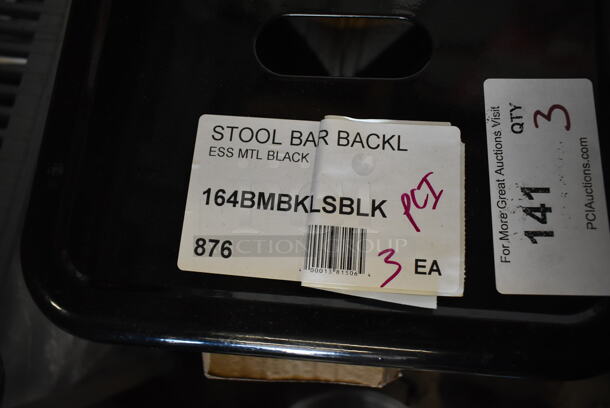 STOOL BAR BACKL
ESS MTL BLACK
164BMBKLSBLK
PCI
876
3 EA
For More Great Auctions Visit
141
QTY
3
PCIAuctions.com